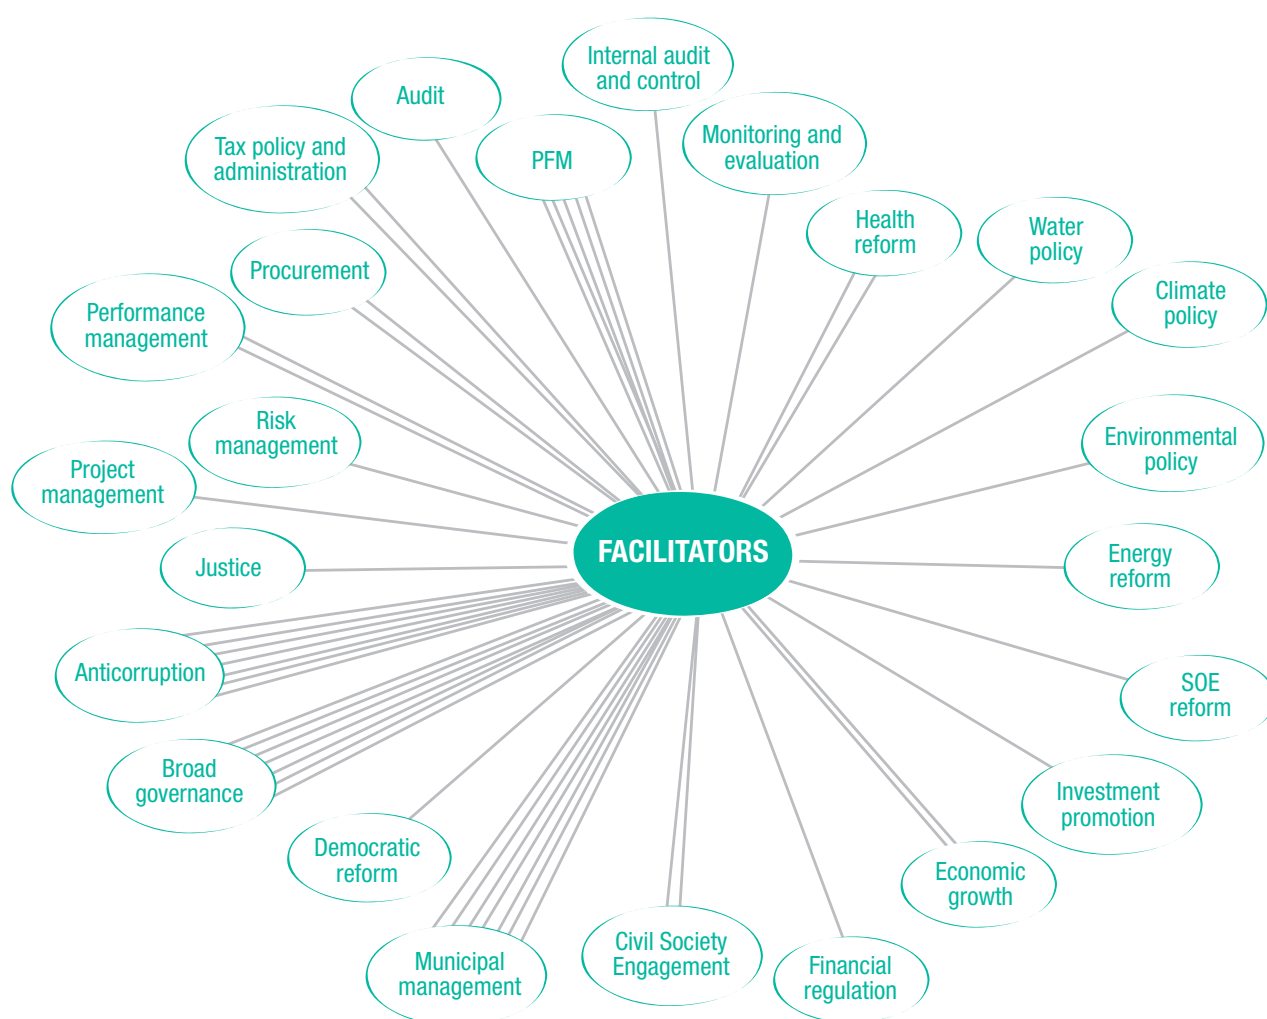 Internal audit
and control
Audit
Monitoring and
evaluation
Tax policy and
administration
PFM
Health
reform
Water
policy
Procurement
Climate
policy
Performance
management
Risk
management
Environmental
policy
Project
management
FACILITATORS
Justice
Energy
reform
Anticorruption
SOE
reform
Broad
governance
Investment
promotion
Democratic
reform
Economic
growth
Municipal
management
Civil Society
Engagement
Financial
regulation